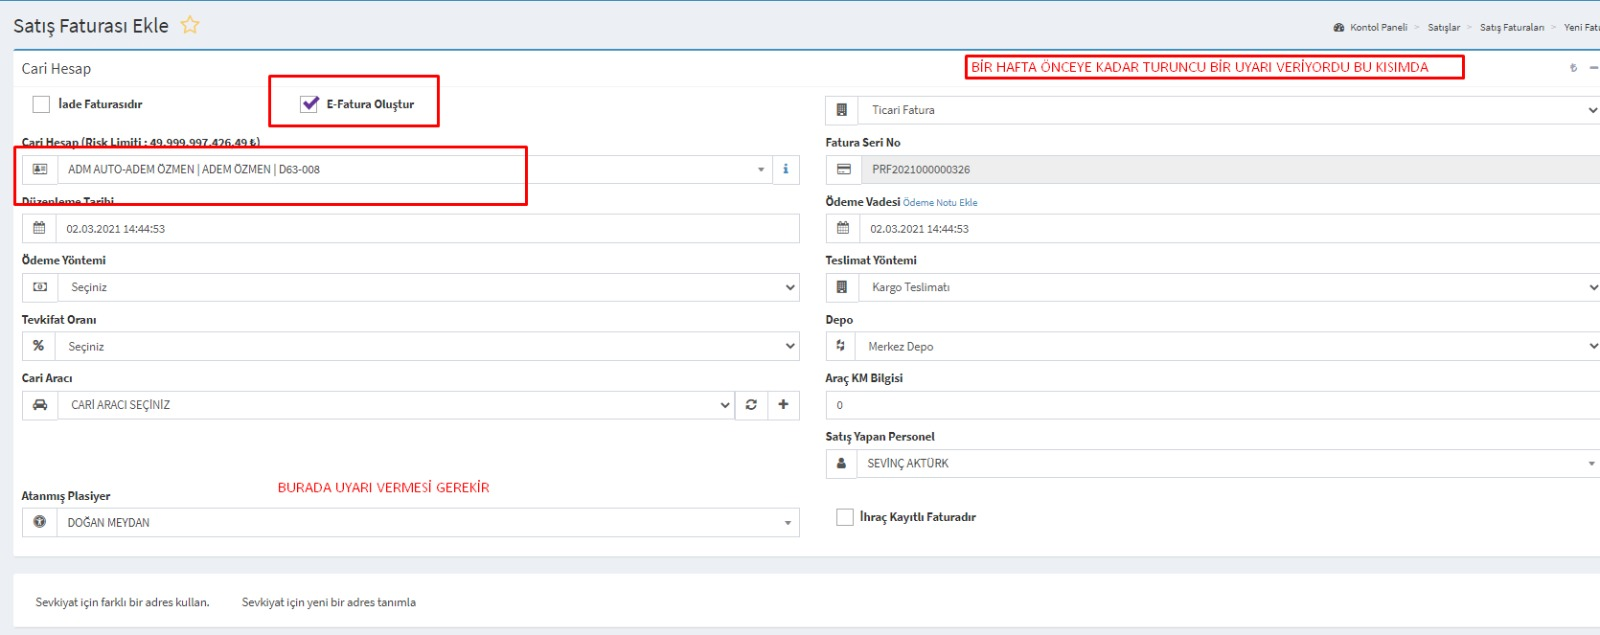 Satış Faturası Ekle
Kontol Paneli > Satışlar > Satış Faturaları > Yeni Fatu
Cari Hesap
BİR HAFTA ÖNCEYE KADAR TURUNCU BİR UYARI VERİYORDU BU KISIMDA
İade Faturasıdır
E-Fatura Oluştur
Ticari Fatura
Cari Hesap (Risk Limiti : 49.999.997.426,49 ₺)
Fatura Seri No
ADM AUTO-ADEM ÖZMEN | ADEM ÖZMEN | D63-008
PRF2021000000326
Düzenleme Tarihi
Ödeme Vadesi Ödeme Notu Ekle
02.03.2021 14:44:53
02.03.2021 14:44:53
Ödeme Yöntemi
Teslimat Yöntemi
Seçiniz
Kargo Teslimatı
Tevkifat Oranı
Depo
Seçiniz
Merkez Depo
Cari Aracı
Araç KM Bilgisi
CARİ ARACI SEÇİNİZ
0
Satış Yapan Personel
SEVİNÇ AKTÜRK
BURADA UYARI VERMESİ GEREKİR
Atanmış Plasiyer
DOĞAN MEYDAN
İhraç Kayıtlı Faturadır
Sevkiyat için farklı bir adres kullan.
Sevkiyat için yeni bir adres tanımla